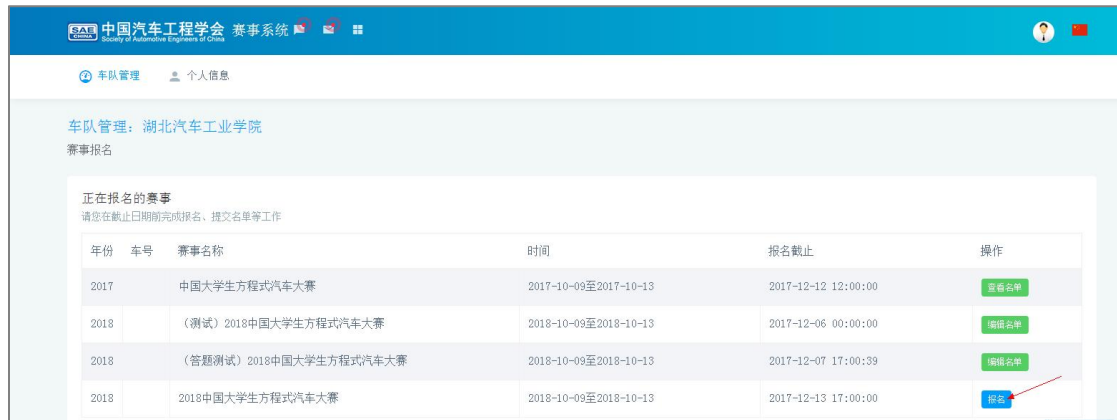 SAE CHINA 中国汽车工程学会 赛事系统
Society of Automotive Engineers of China
车队管理 个人信息
车队管理：湖北汽车工业学院
赛事报名
正在报名的赛事
请您在截止日期前完成报名、提交名单等工作
年份 车号 赛事名称 时间 报名截止 操作
2017 中国大学生方程式汽车大赛 2017-10-09至2017-10-13 2017-12-12 12:00:00 查看名单
2018 （测试）2018中国大学生方程式汽车大赛 2018-10-09至2018-10-13 2017-12-06 00:00:00 编辑名单
2018 （答题测试）2018中国大学生方程式汽车大赛 2018-10-09至2018-10-13 2017-12-07 17:00:39 编辑名单
2018 2018中国大学生方程式汽车大赛 2018-10-09至2018-10-13 2017-12-13 17:00:00 报名